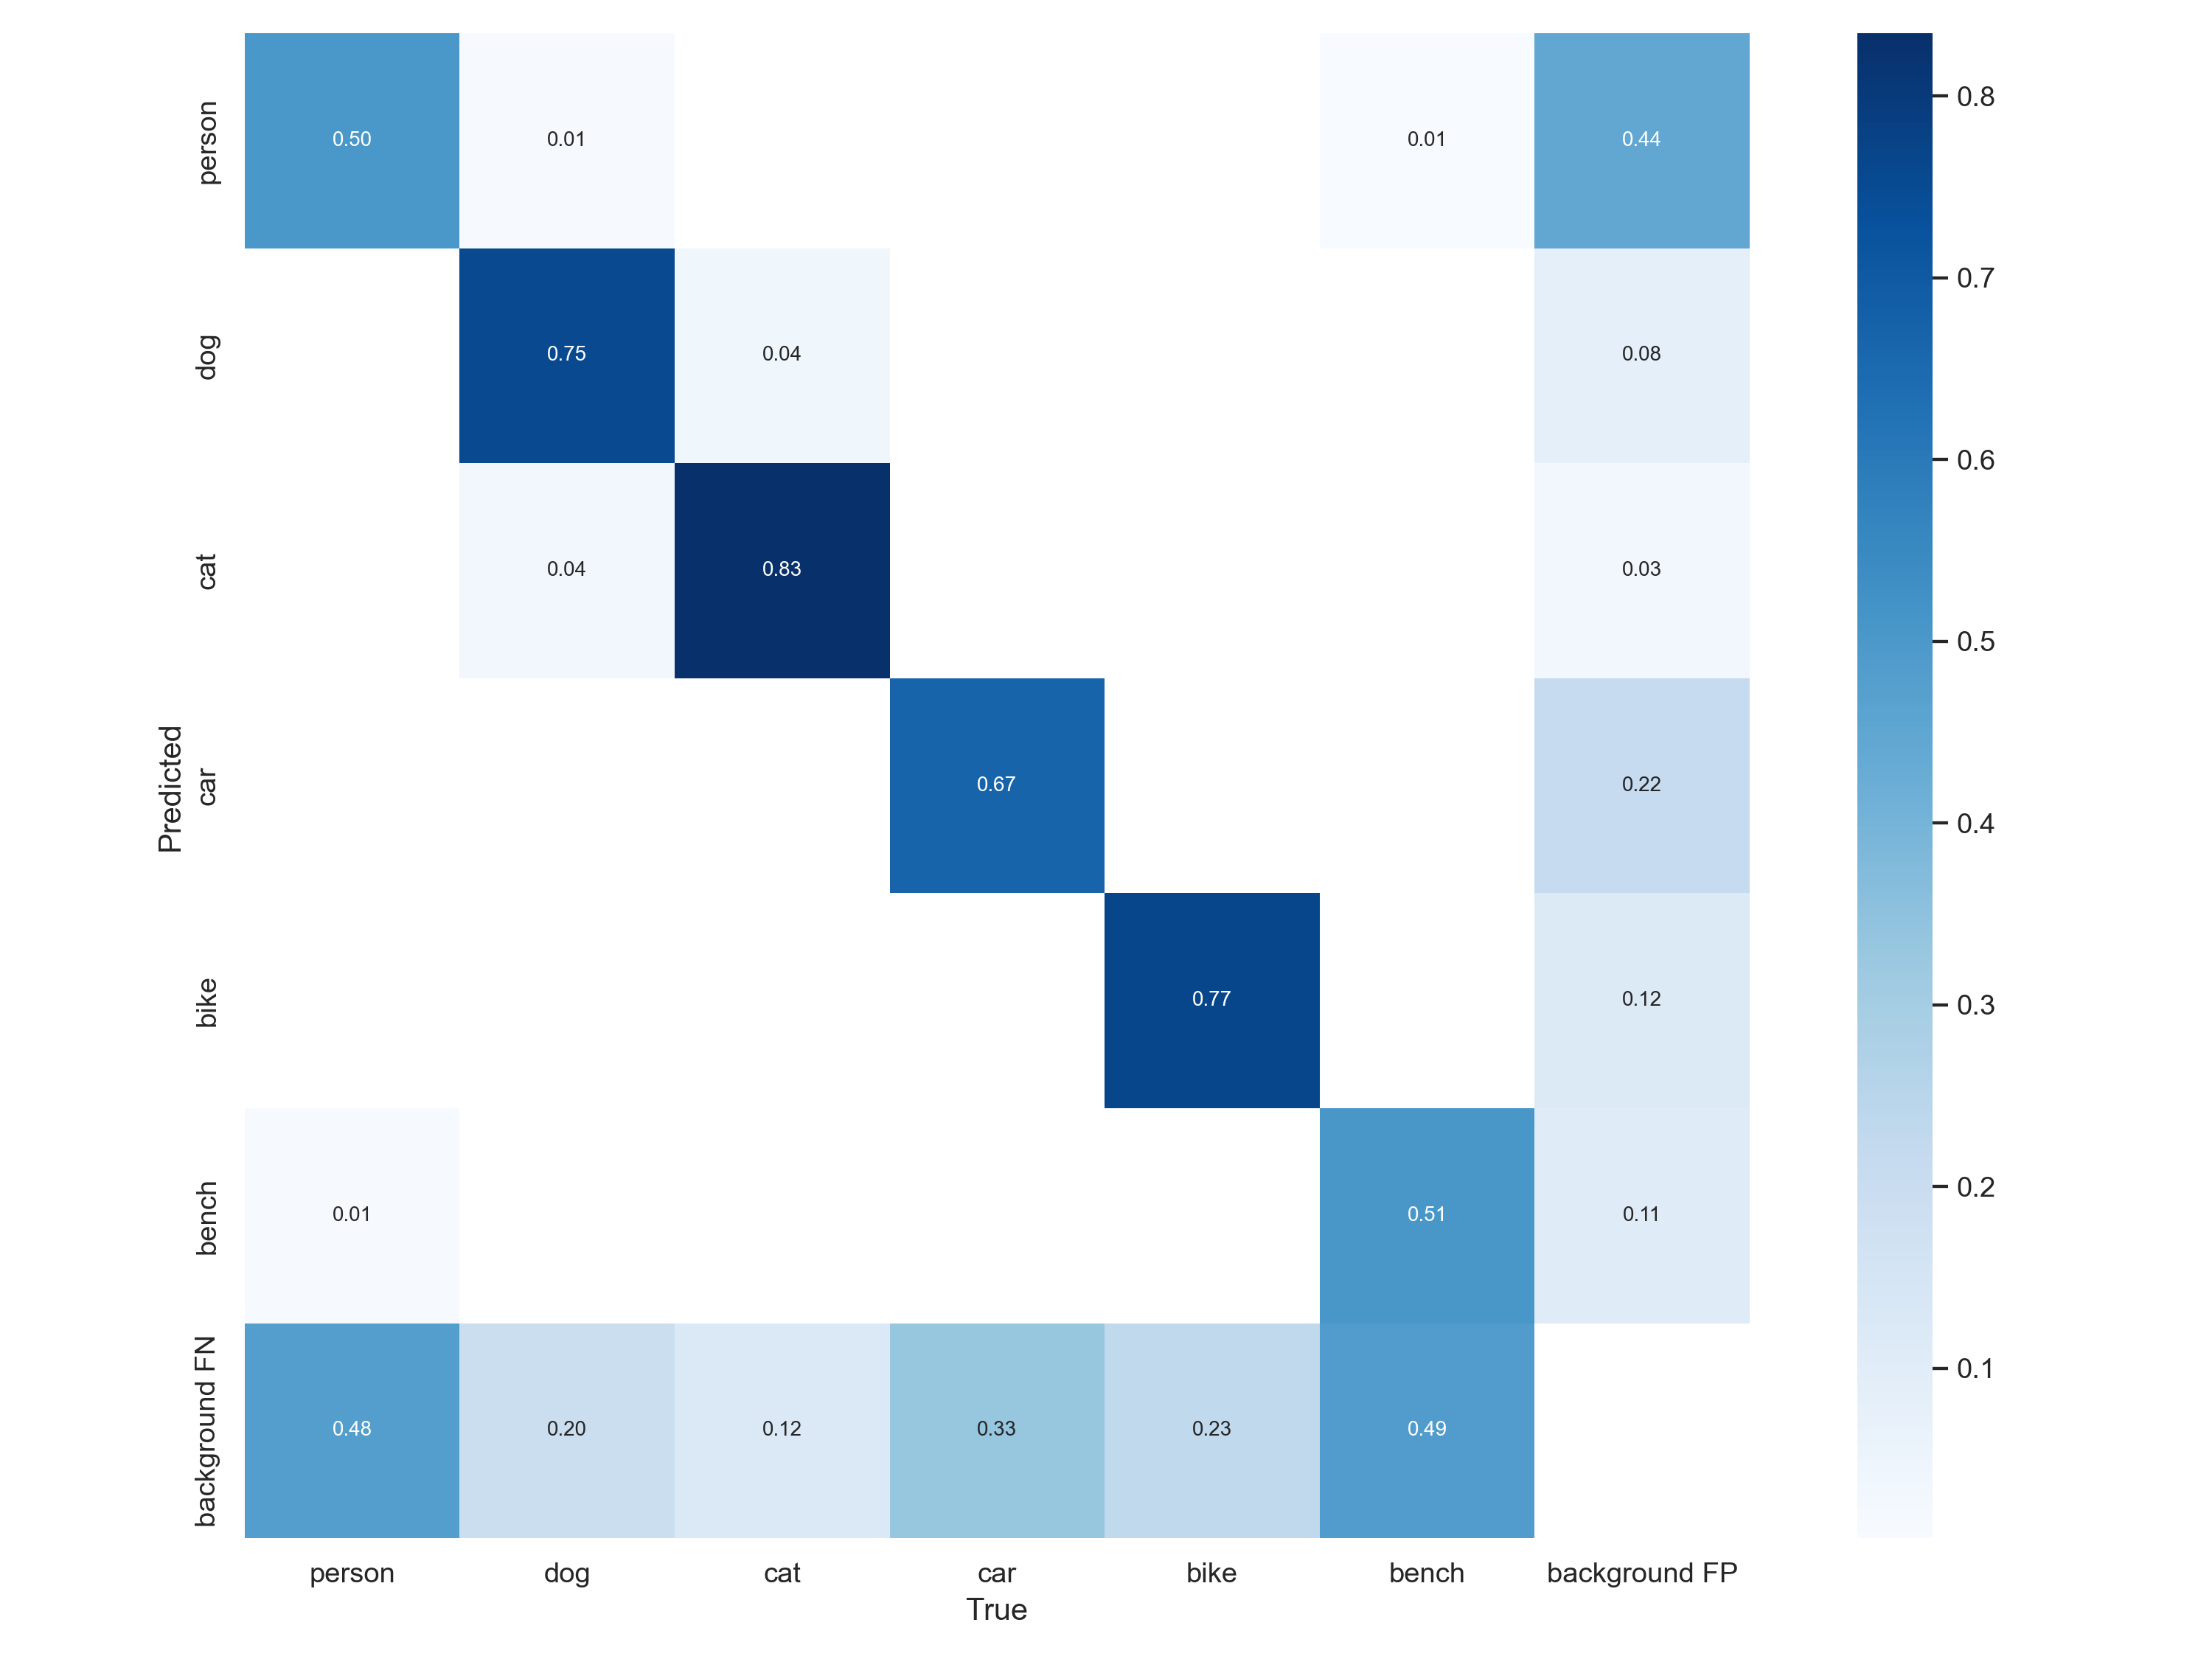 person 0.50 0.01 0.01 0.44
dog 0.75 0.04 0.08
cat 0.04 0.83 0.03
car 0.67 0.22
bike 0.77 0.12
bench 0.01 0.51 0.11
background FN 0.48 0.20 0.12 0.33 0.23 0.49
Predicted
person dog cat car bike bench background FP
True
0.8
0.7
0.6
0.5
0.4
0.3
0.2
0.1